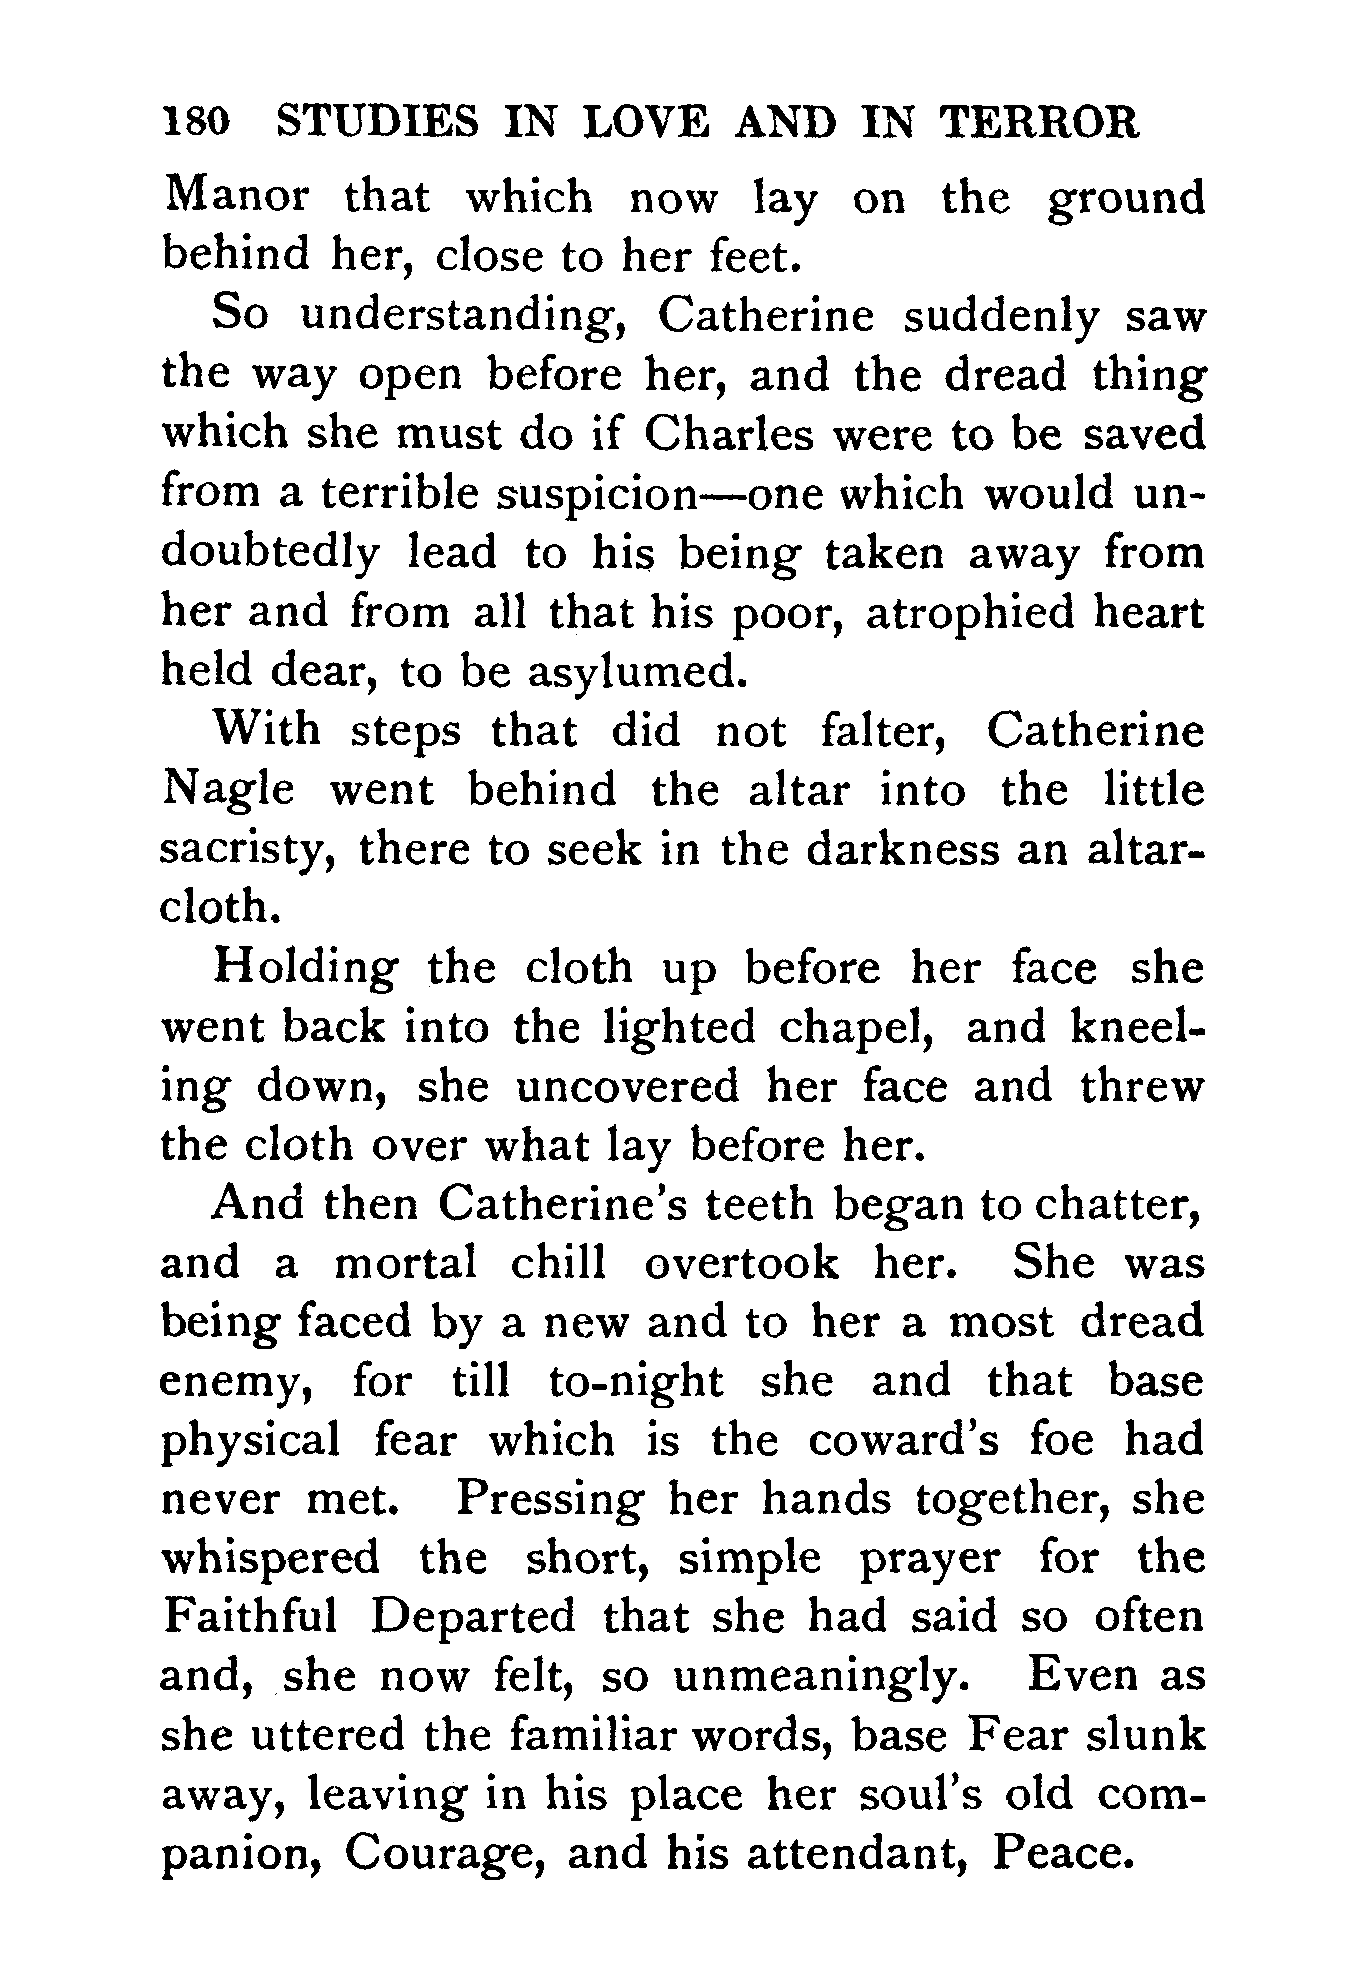 180 STUDIES IN LOVE AND IN TERROR
Manor that which now lay on the ground
behind her, close to her feet.
So understanding, Catherine suddenly saw
the way open before her, and the dread thing
which she must do if Charles were to be saved
from a terrible suspicion—one which would un-
doubtedly lead to his being taken away from
her and from all that his poor, atrophied heart
held dear, to be asylumed.
With steps that did not falter, Catherine
Nagle went behind the altar into the little
sacristy, there to seek in the darkness an altar-
cloth.
Holding the cloth up before her face she
went back into the lighted chapel, and kneel-
ing down, she uncovered her face and threw
the cloth over what lay before her.
And then Catherine's teeth began to chatter,
and a mortal chill overtook her. She was
being faced by a new and to her a most dread
enemy, for till to-night she and that base
physical fear which is the coward's foe had
never met. Pressing her hands together, she
whispered the short, simple prayer for the
Faithful Departed that she had said so often
and, she now felt, so unmeaningly. Even as
she uttered the familiar words, base Fear slunk
away, leaving in his place her soul's old com-
panion, Courage, and his attendant, Peace.